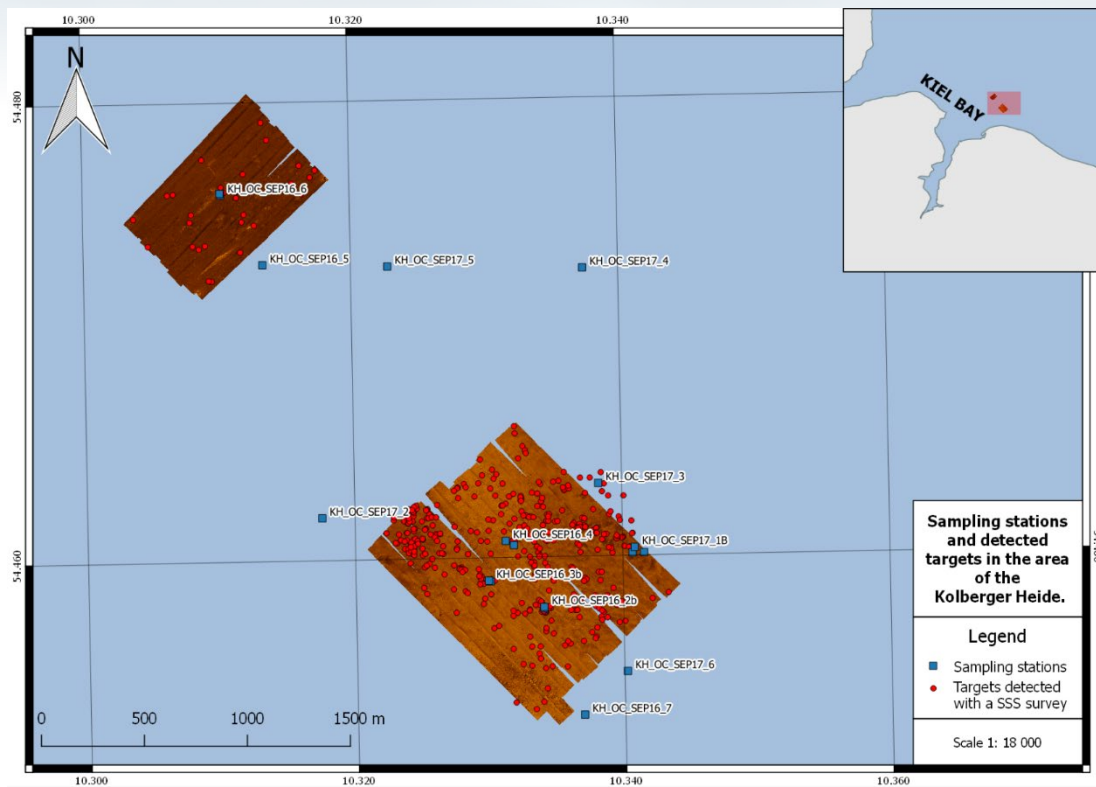 10.300
10.320
10.340
N
54.480
KIEL BAY
KH_OC_SEP16_6
KH_OC_SEP16_5
KH_OC_SEP17_5
KH_OC_SEP17_4
KH_OC_SEP17_3
KH_OC_SEP17_2
KH_OC_SEP16_4
KH_OC_SEP17_1B
KH_OC_SEP16_3b
KH_OC_SEP16_2b
KH_OC_SEP17_6
KH_OC_SEP16_7
54.460
0 500 1000 1500 m
Sampling stations
and detected
targets in the area
of the
Kolberger Heide.
Legend
Sampling stations
Targets detected
with a SSS survey
Scale 1: 18 000
10.300
10.320
10.340
10.360